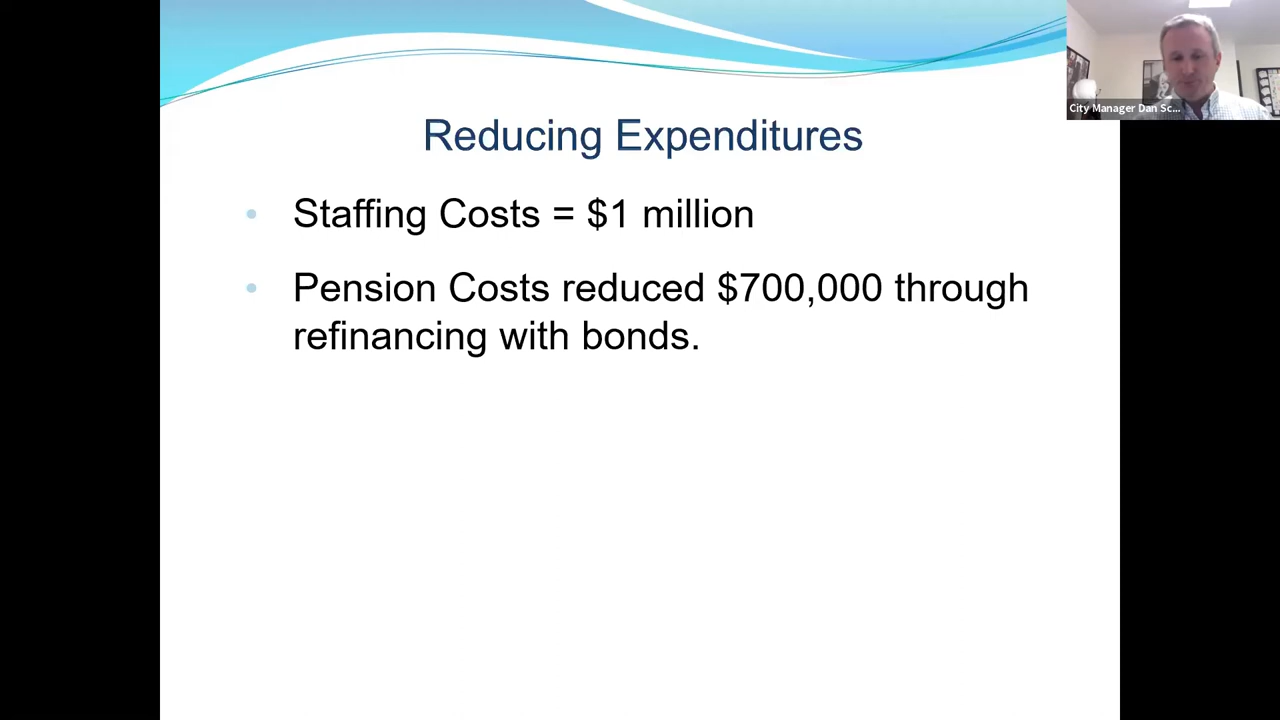 City Manager Dan Sc...
Reducing Expenditures
• Staffing Costs = $1 million
• Pension Costs reduced $700,000 through
refinancing with bonds.